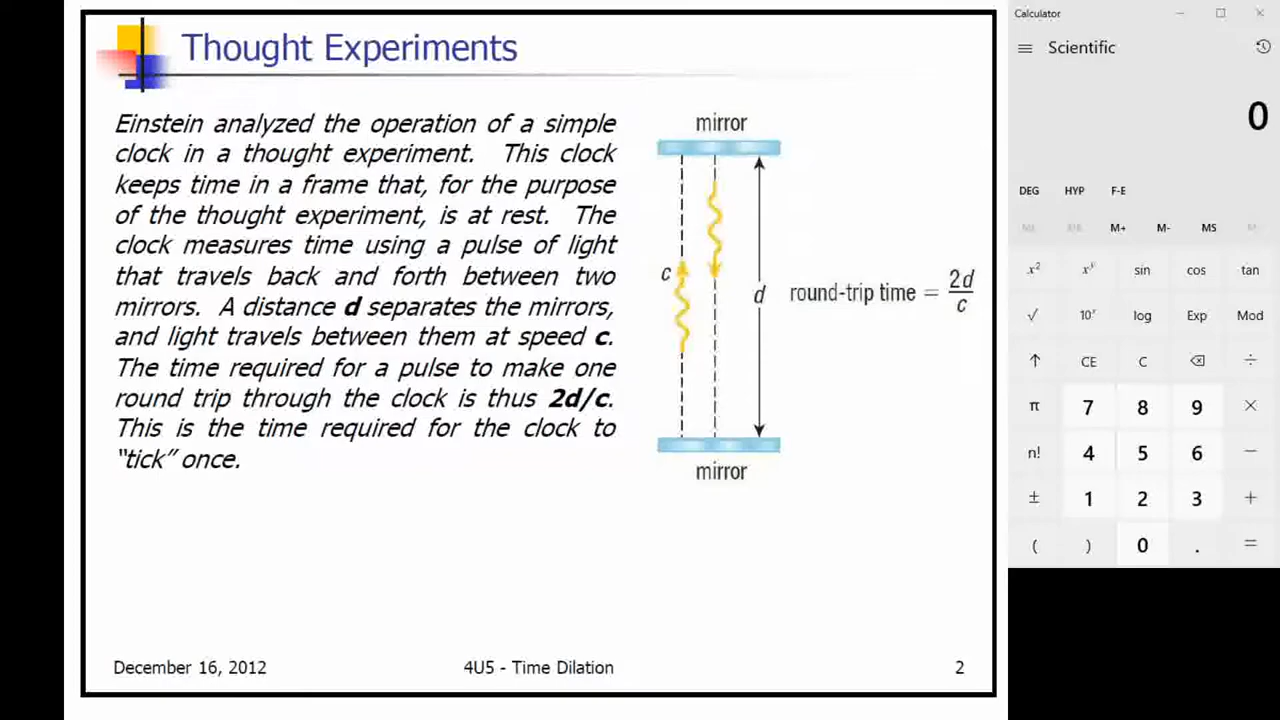 Thought Experiments
Einstein analyzed the operation of a simple
clock in a thought experiment. This clock
keeps time in a frame that, for the purpose
of the thought experiment, is at rest. The
clock measures time using a pulse of light
that travels back and forth between two
mirrors. A distance d separates the mirrors,
and light travels between them at speed c.
The time required for a pulse to make one
round trip through the clock is thus 2d/c.
This is the time required for the clock to
“tick” once.
mirror
c
d
round-trip time = 2d/c
mirror
December 16, 2012
4U5 - Time Dilation
2
Calculator
Scientific
0
DEG HYP F-E
M+ M- MS
x² xʸ sin cos tan
√ 10ˣ log Exp Mod
↑ CE C ⌫ ÷
π 7 8 9 ×
n! 4 5 6 −
± 1 2 3 +
( ) 0 . =